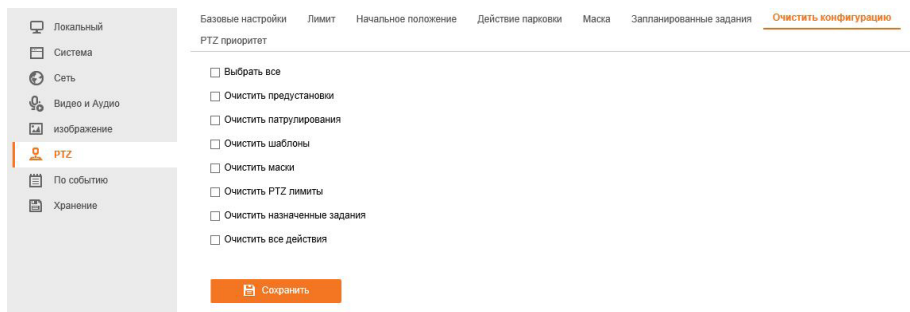 Локальный
Система
Сеть
Видео и Аудио
изображение
PTZ
По событию
Хранение
Базовые настройки Лимит Начальное положение Действие парковки Маска Запланированные задания Очистить конфигурацию
PTZ приоритет
Выбрать все
Очистить предустановки
Очистить патрулирования
Очистить шаблоны
Очистить маски
Очистить PTZ лимиты
Очистить назначенные задания
Очистить все действия
Сохранить